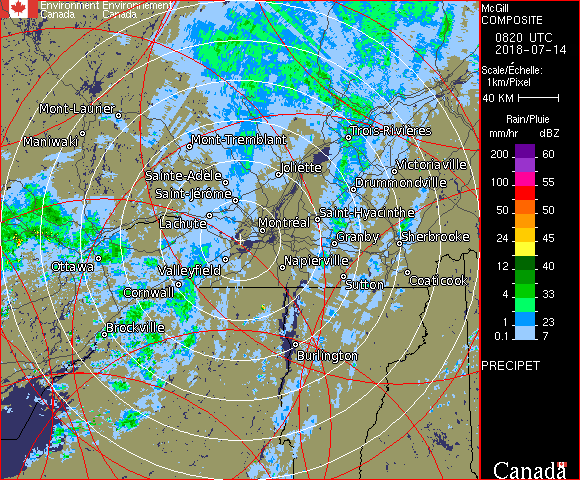 Environment Environnement
Canada Canada
McGill
COMPOSITE
0820 UTC
2018-07-14
Scale/Échelle:
1km/Pixel
40 KM
Rain/Pluie
mm/hr dBZ
200 60
100 55
50 50
24 45
12 40
4 33
2 23
0.1 7
PRECIPET
Canada
Mont-Laurier
Maniwaki
Mont-Tremblant
Trois-Rivières
Joliette
Victoriaville
Sainte-Adèle
Drummondville
Saint-Jérôme
Lachute
Saint-Hyacinthe
Montréal
Granby
Sherbrooke
Ottawa
Valleyfield
Napierville
Coaticook
Sutton
Cornwall
Brockville
Burlington